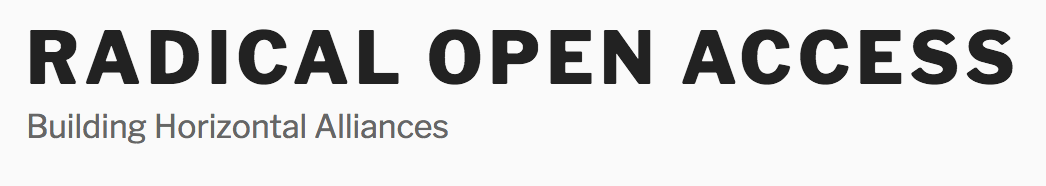 RADICAL OPEN ACCESS
Building Horizontal Alliances